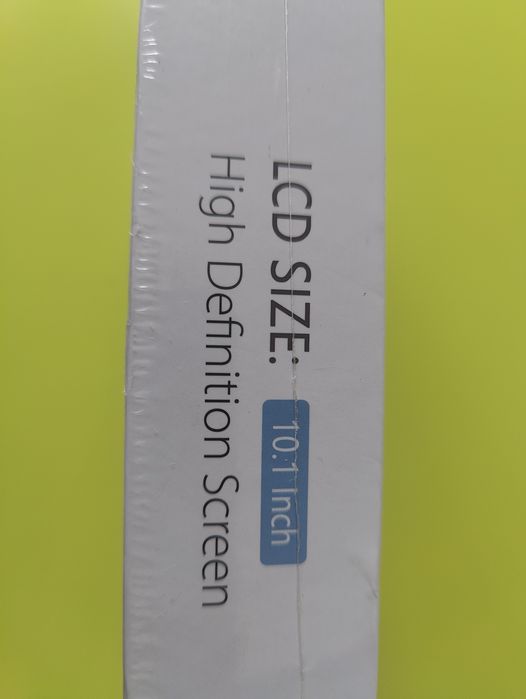 LCD SIZE: 10.1 Inch
High Definition Screen